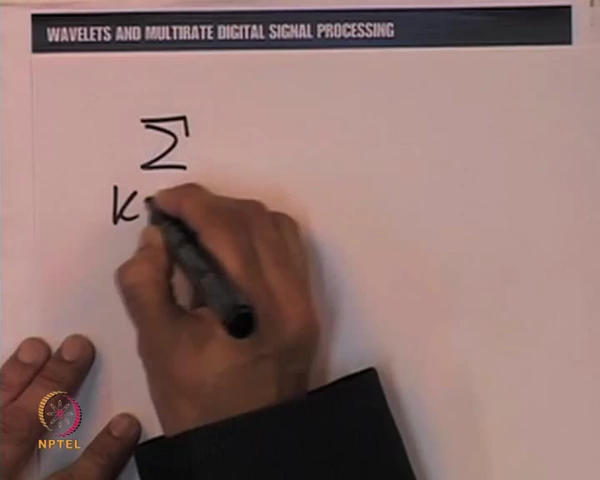 WAVELETS AND MULTIRATE DIGITAL SIGNAL PROCESSING
Σ
K
NPTEL